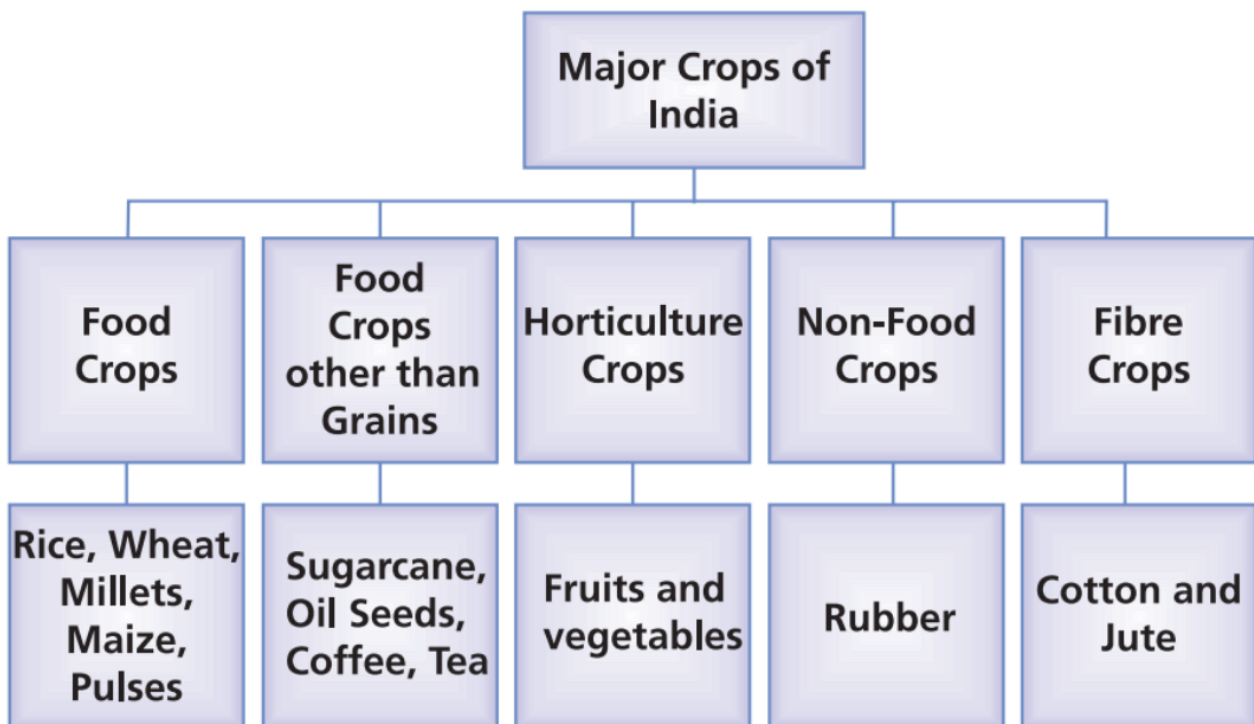 Major Crops of
India
Food
Crops
Food
Crops
other than
Grains
Horticulture
Crops
Non-Food
Crops
Fibre
Crops
Rice, Wheat,
Millets,
Maize,
Pulses
Sugarcane,
Oil Seeds,
Coffee, Tea
Fruits and
vegetables
Rubber
Cotton and
Jute